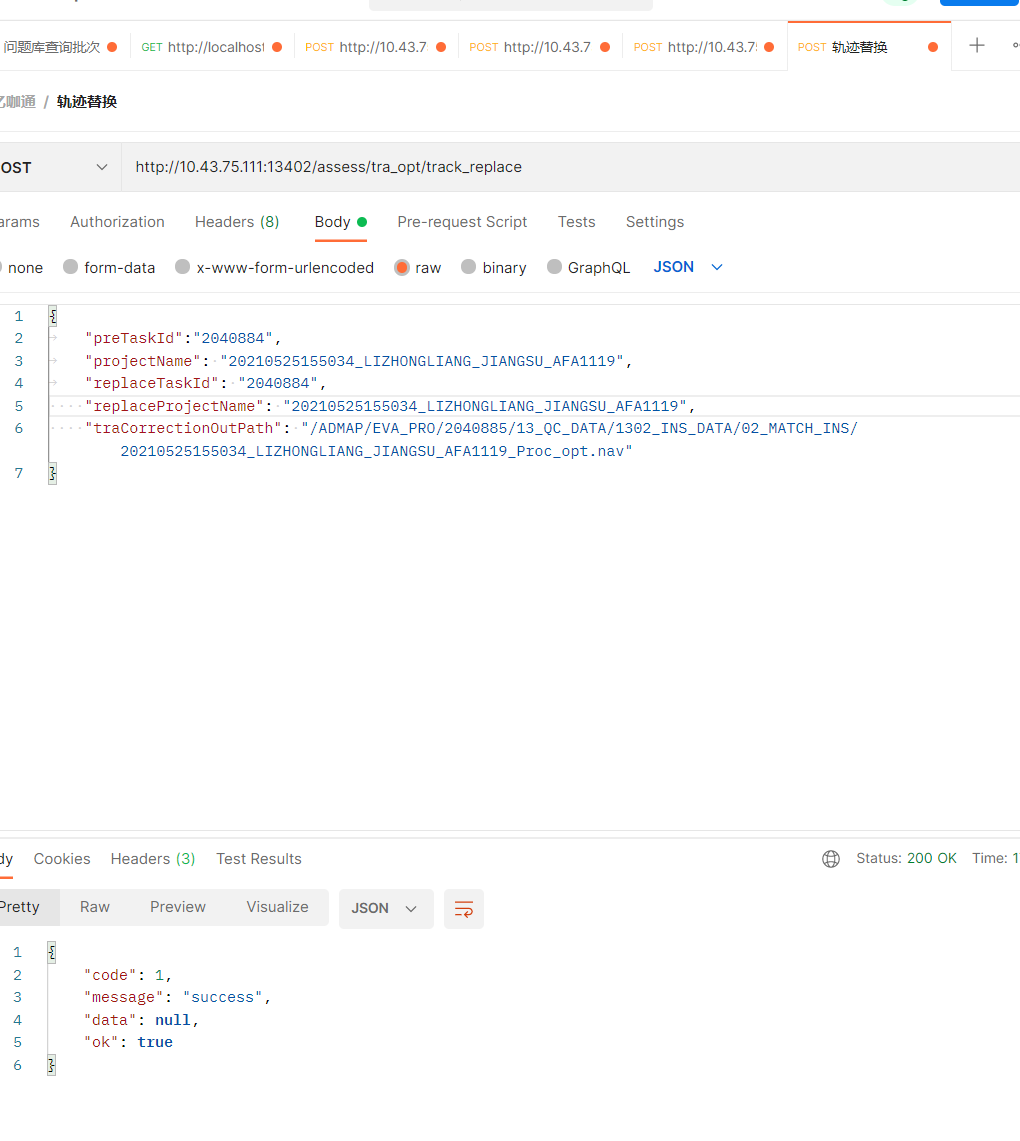 问题库查询批次 GET http://localhost POST http://10.43.7 POST http://10.43.7 POST http://10.43.7 POST 轨迹替换
咖通 / 轨迹替换
OST http://10.43.75.111:13402/assess/tra_opt/track_replace
arams Authorization Headers (8) Body Pre-request Script Tests Settings
none form-data x-www-form-urlencoded raw binary GraphQL JSON
1 {
2 "preTaskId":"2040884",
3 "projectName": "20210525155034_LIZHONGLIANG_JIANGSU_AFA1119",
4 "replaceTaskId": "2040884",
5 "replaceProjectName": "20210525155034_LIZHONGLIANG_JIANGSU_AFA1119",
6 "traCorrectionOutPath": "/ADMAP/EVA_PRO/2040885/13_QC_DATA/1302_INS_DATA/02_MATCH_INS/
20210525155034_LIZHONGLIANG_JIANGSU_AFA1119_Proc_opt.nav"
7 }
dy Cookies Headers (3) Test Results Status: 200 OK Time: 1
Pretty Raw Preview Visualize JSON
1 {
2 "code": 1,
3 "message": "success",
4 "data": null,
5 "ok": true
6 }